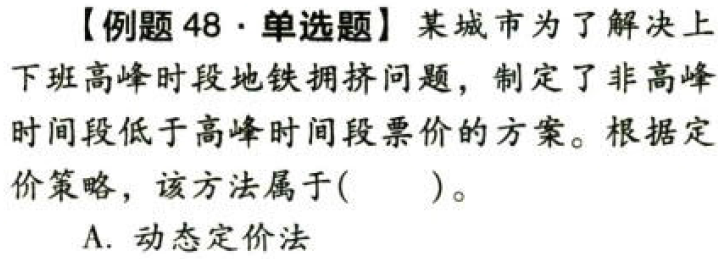 【例题 48·单选题】某城市为了解决上
下班高峰时段地铁拥挤问题，制定了非高峰
时间段低于高峰时间段票价的方案。根据定
价策略，该方法属于(　　)。
A. 动态定价法